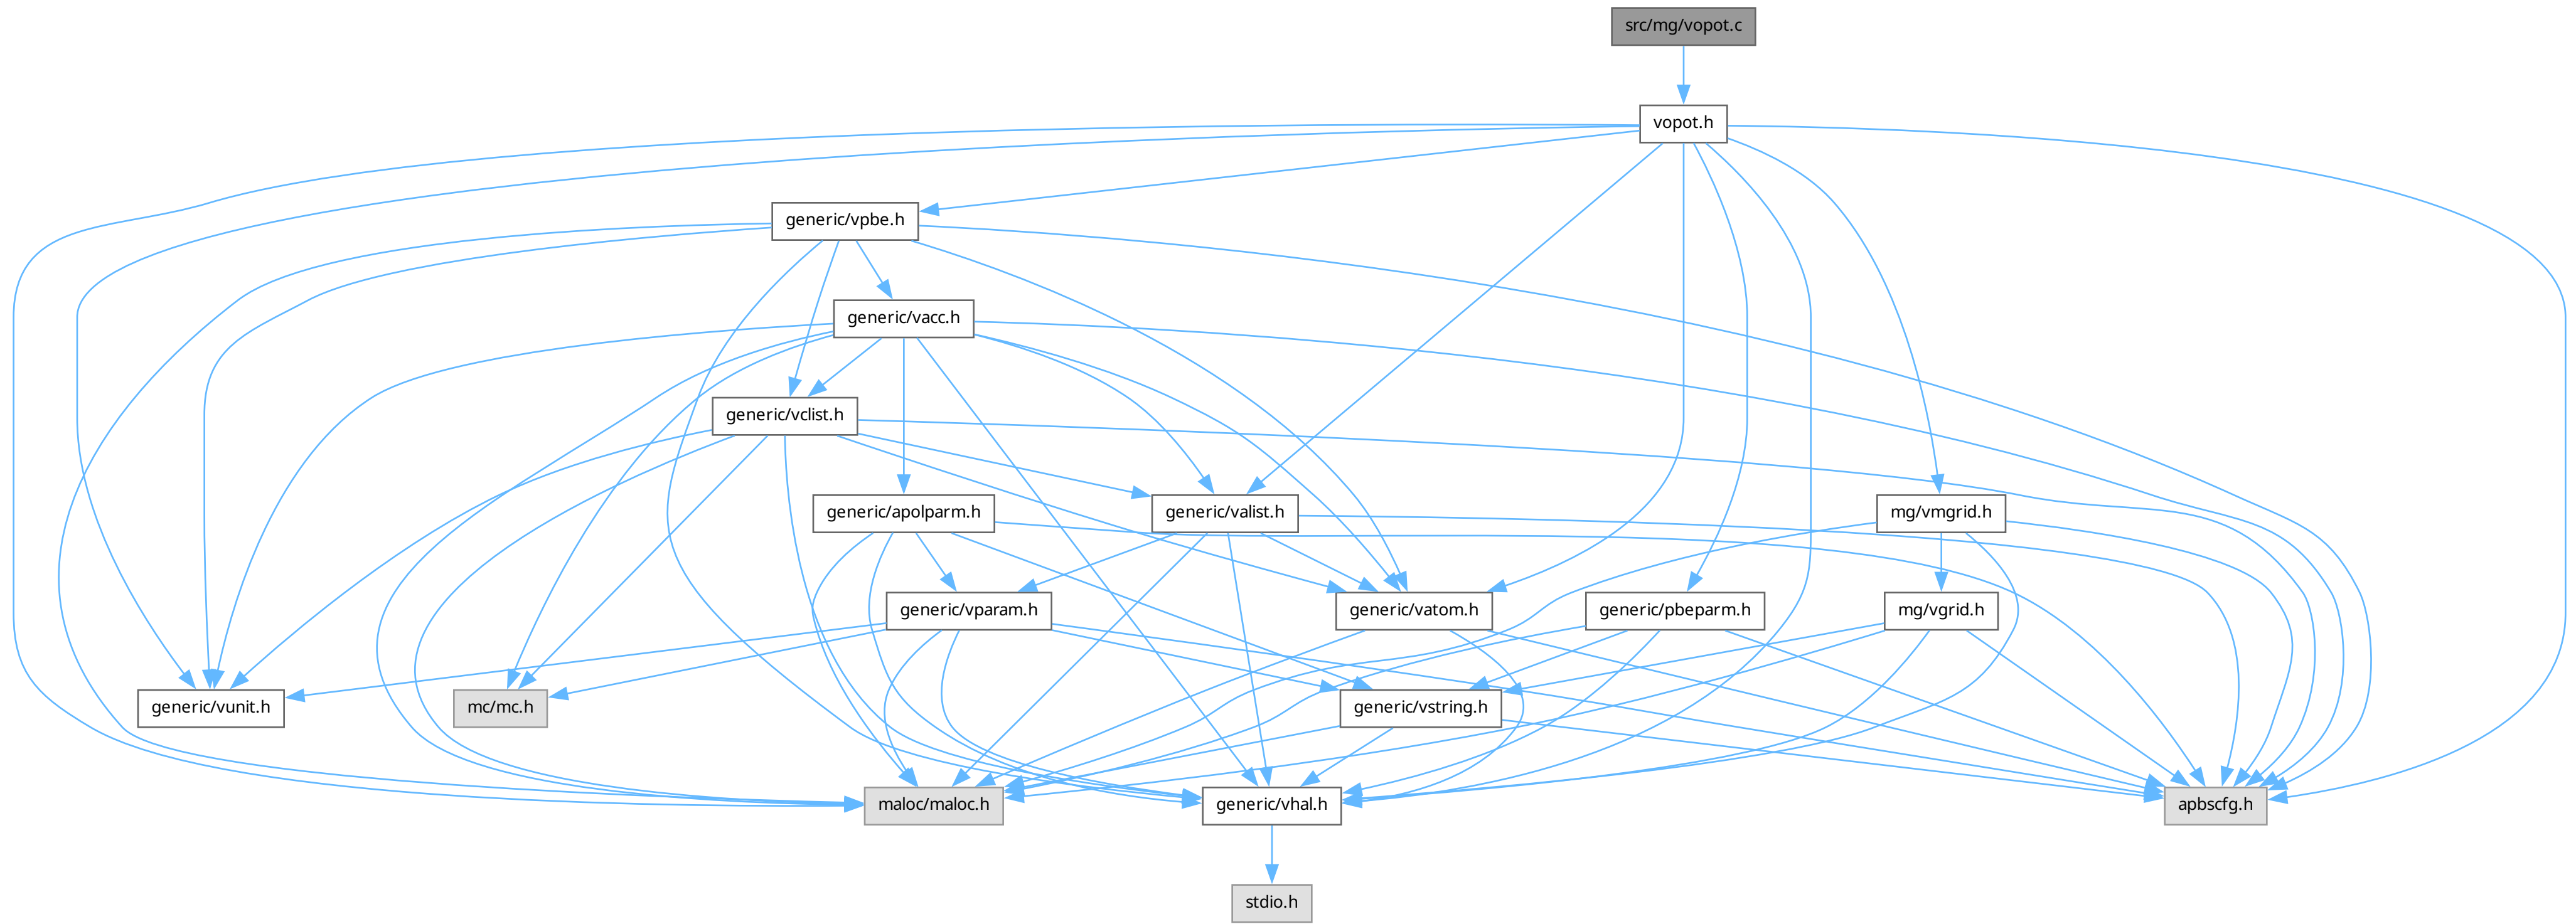 src/mg/vopot.c
vopot.h
generic/vpbe.h
generic/vacc.h
generic/vclist.h
generic/apolparm.h
generic/valist.h
mg/vmgrid.h
generic/vparam.h
generic/vatom.h
generic/pbeparm.h
mg/vgrid.h
generic/vunit.h
mc/mc.h
generic/vstring.h
maloc/maloc.h
generic/vhal.h
apbscfg.h
stdio.h